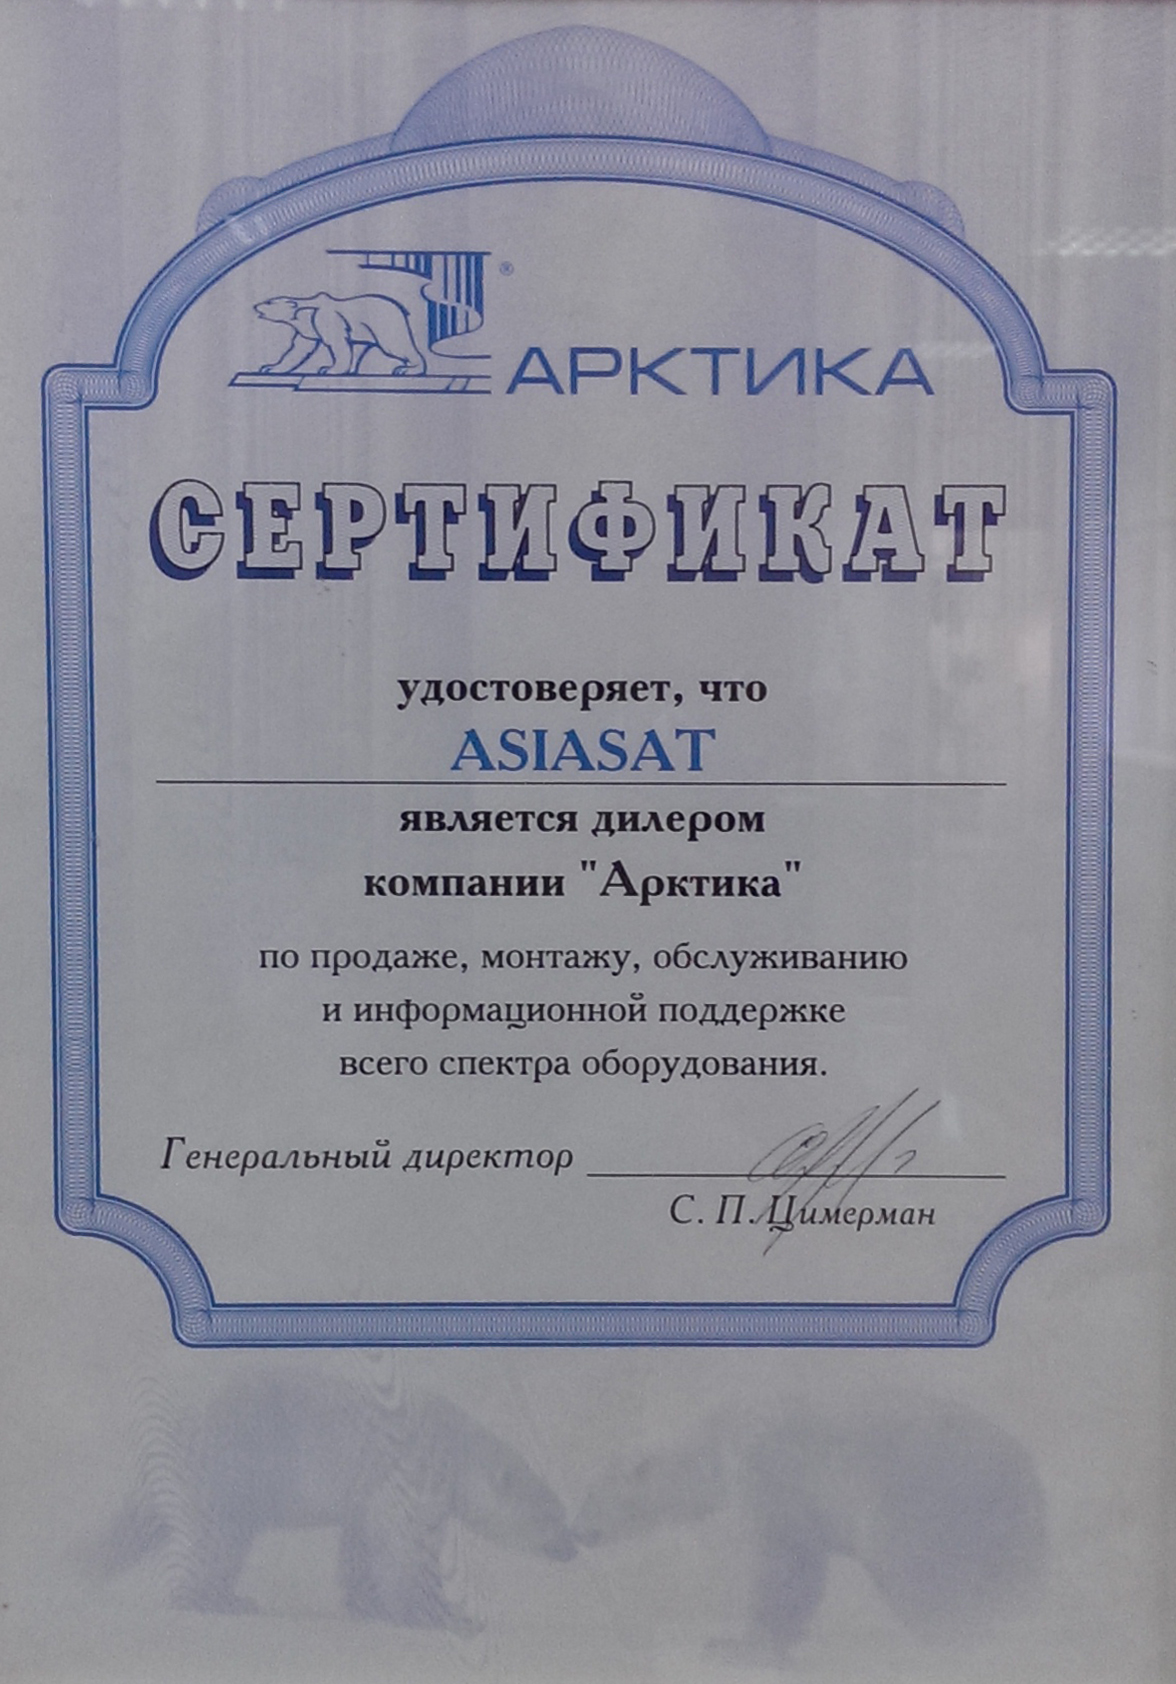 ®
АРКТИКА
СЕРТИФИКАТ
удостоверяет, что
ASIASAT
является дилером
компании "Арктика"
по продаже, монтажу, обслуживанию
и информационной поддержке
всего спектра оборудования.
Генеральный директор
С. П. Цимерман